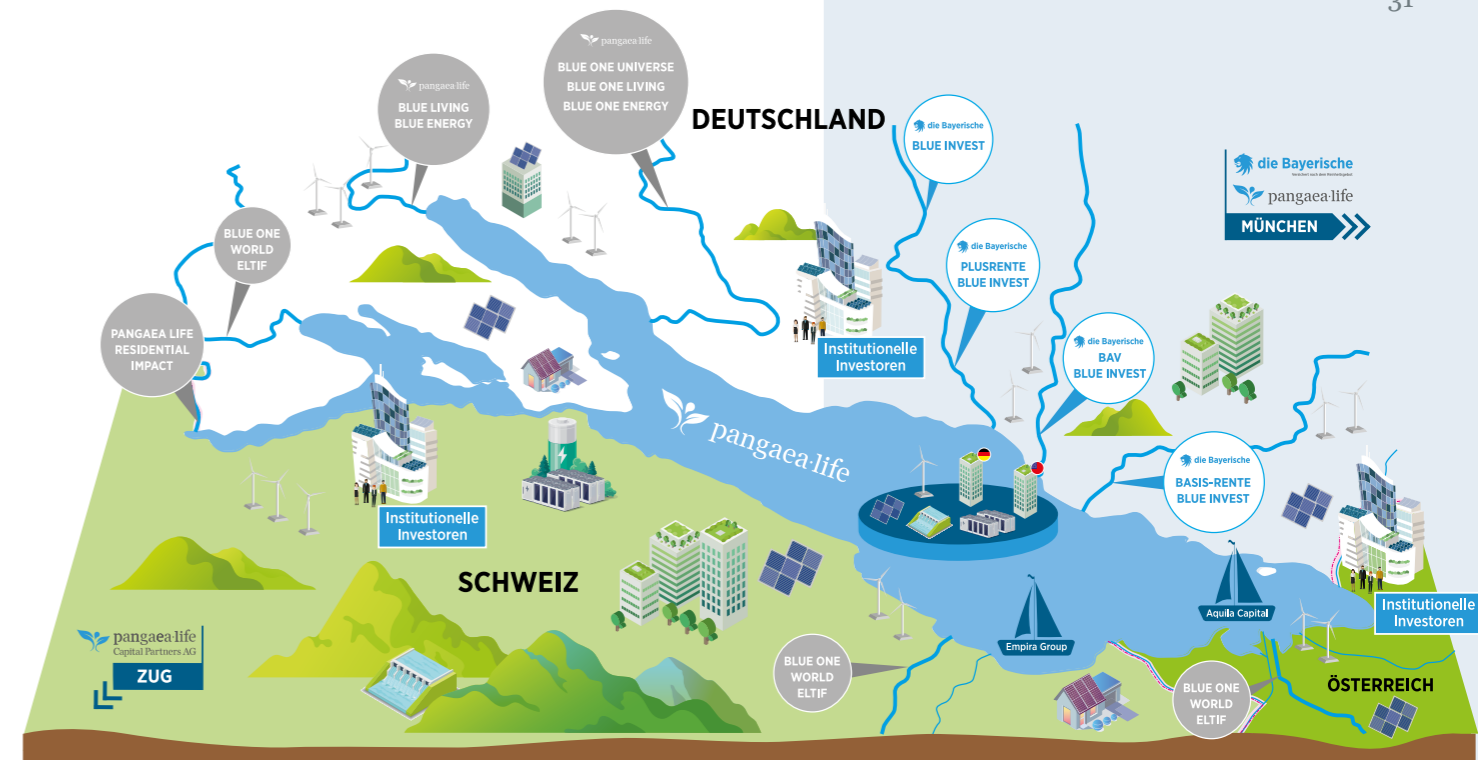 31
pangaea life
BLUE ONE UNIVERSE
BLUE ONE LIVING
BLUE ONE ENERGY
pangaea life
BLUE LIVING
BLUE ENERGY
DEUTSCHLAND
die Bayerische
BLUE INVEST
die Bayerische
Versichert nach dem Reinheitsgebot
pangaea life
MÜNCHEN
BLUE ONE
WORLD
ELTIF
die Bayerische
PLUSRENTE
BLUE INVEST
PANGAEA LIFE
RESIDENTIAL
IMPACT
Institutionelle
Investoren
die Bayerische
BAV
BLUE INVEST
pangaea life
die Bayerische
BASIS-RENTE
BLUE INVEST
Institutionelle
Investoren
SCHWEIZ
Aquila Capital
Institutionelle
Investoren
pangaea life
Capital Partners AG
ZUG
Empira Group
BLUE ONE
WORLD
ELTIF
BLUE ONE
WORLD
ELTIF
ÖSTERREICH